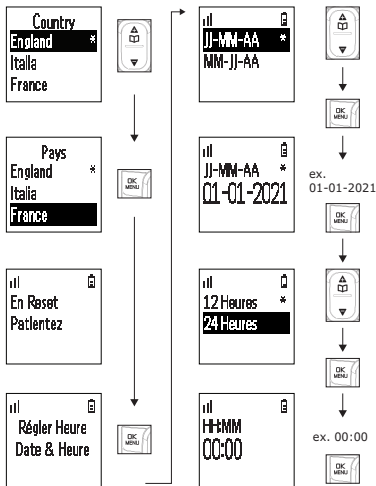 Country
England *
Italia
France
OK
MENU
Pays
England *
Italia
France
OK
MENU
En Reset
Patientez
Régler Heure
Date & Heure
OK
MENU
JJ-MM-AA *
MM-JJ-AA
OK
MENU
JJ-MM-AA *
01-01-2021
ex.
01-01-2021
OK
MENU
12 Heures *
24 Heures
OK
MENU
HH:MM
00:00
ex. 00:00
OK
MENU